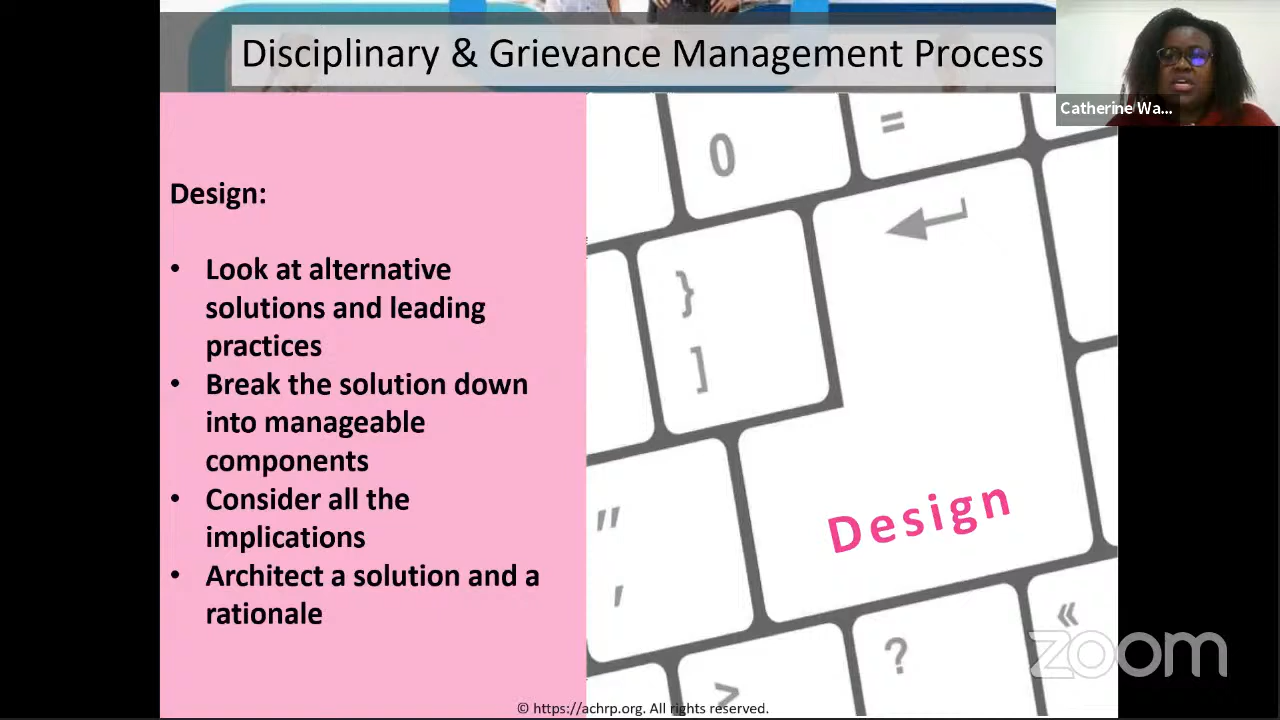 Disciplinary & Grievance Management Process
Catherine Wa...
Design:
• Look at alternative
solutions and leading
practices
• Break the solution down
into manageable
components
• Consider all the
implications
• Architect a solution and a
rationale
0
=
}
]
"
'
Design
>
?
«
zoom
© https://achrp.org. All rights reserved.